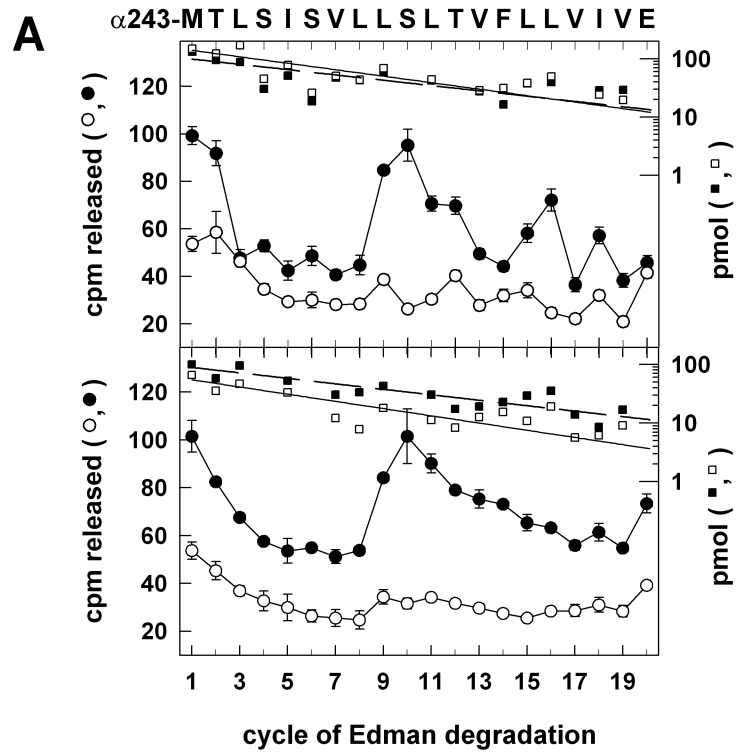 α243-M T L S I S V L L S L T V F L L V I V E
A
cpm released (○,●)
120
100
80
60
40
20
100
10
1
pmol (■,□)
cpm released (○,●)
120
100
80
60
40
20
100
10
1
pmol (■,□)
1 3 5 7 9 11 13 15 17 19
cycle of Edman degradation